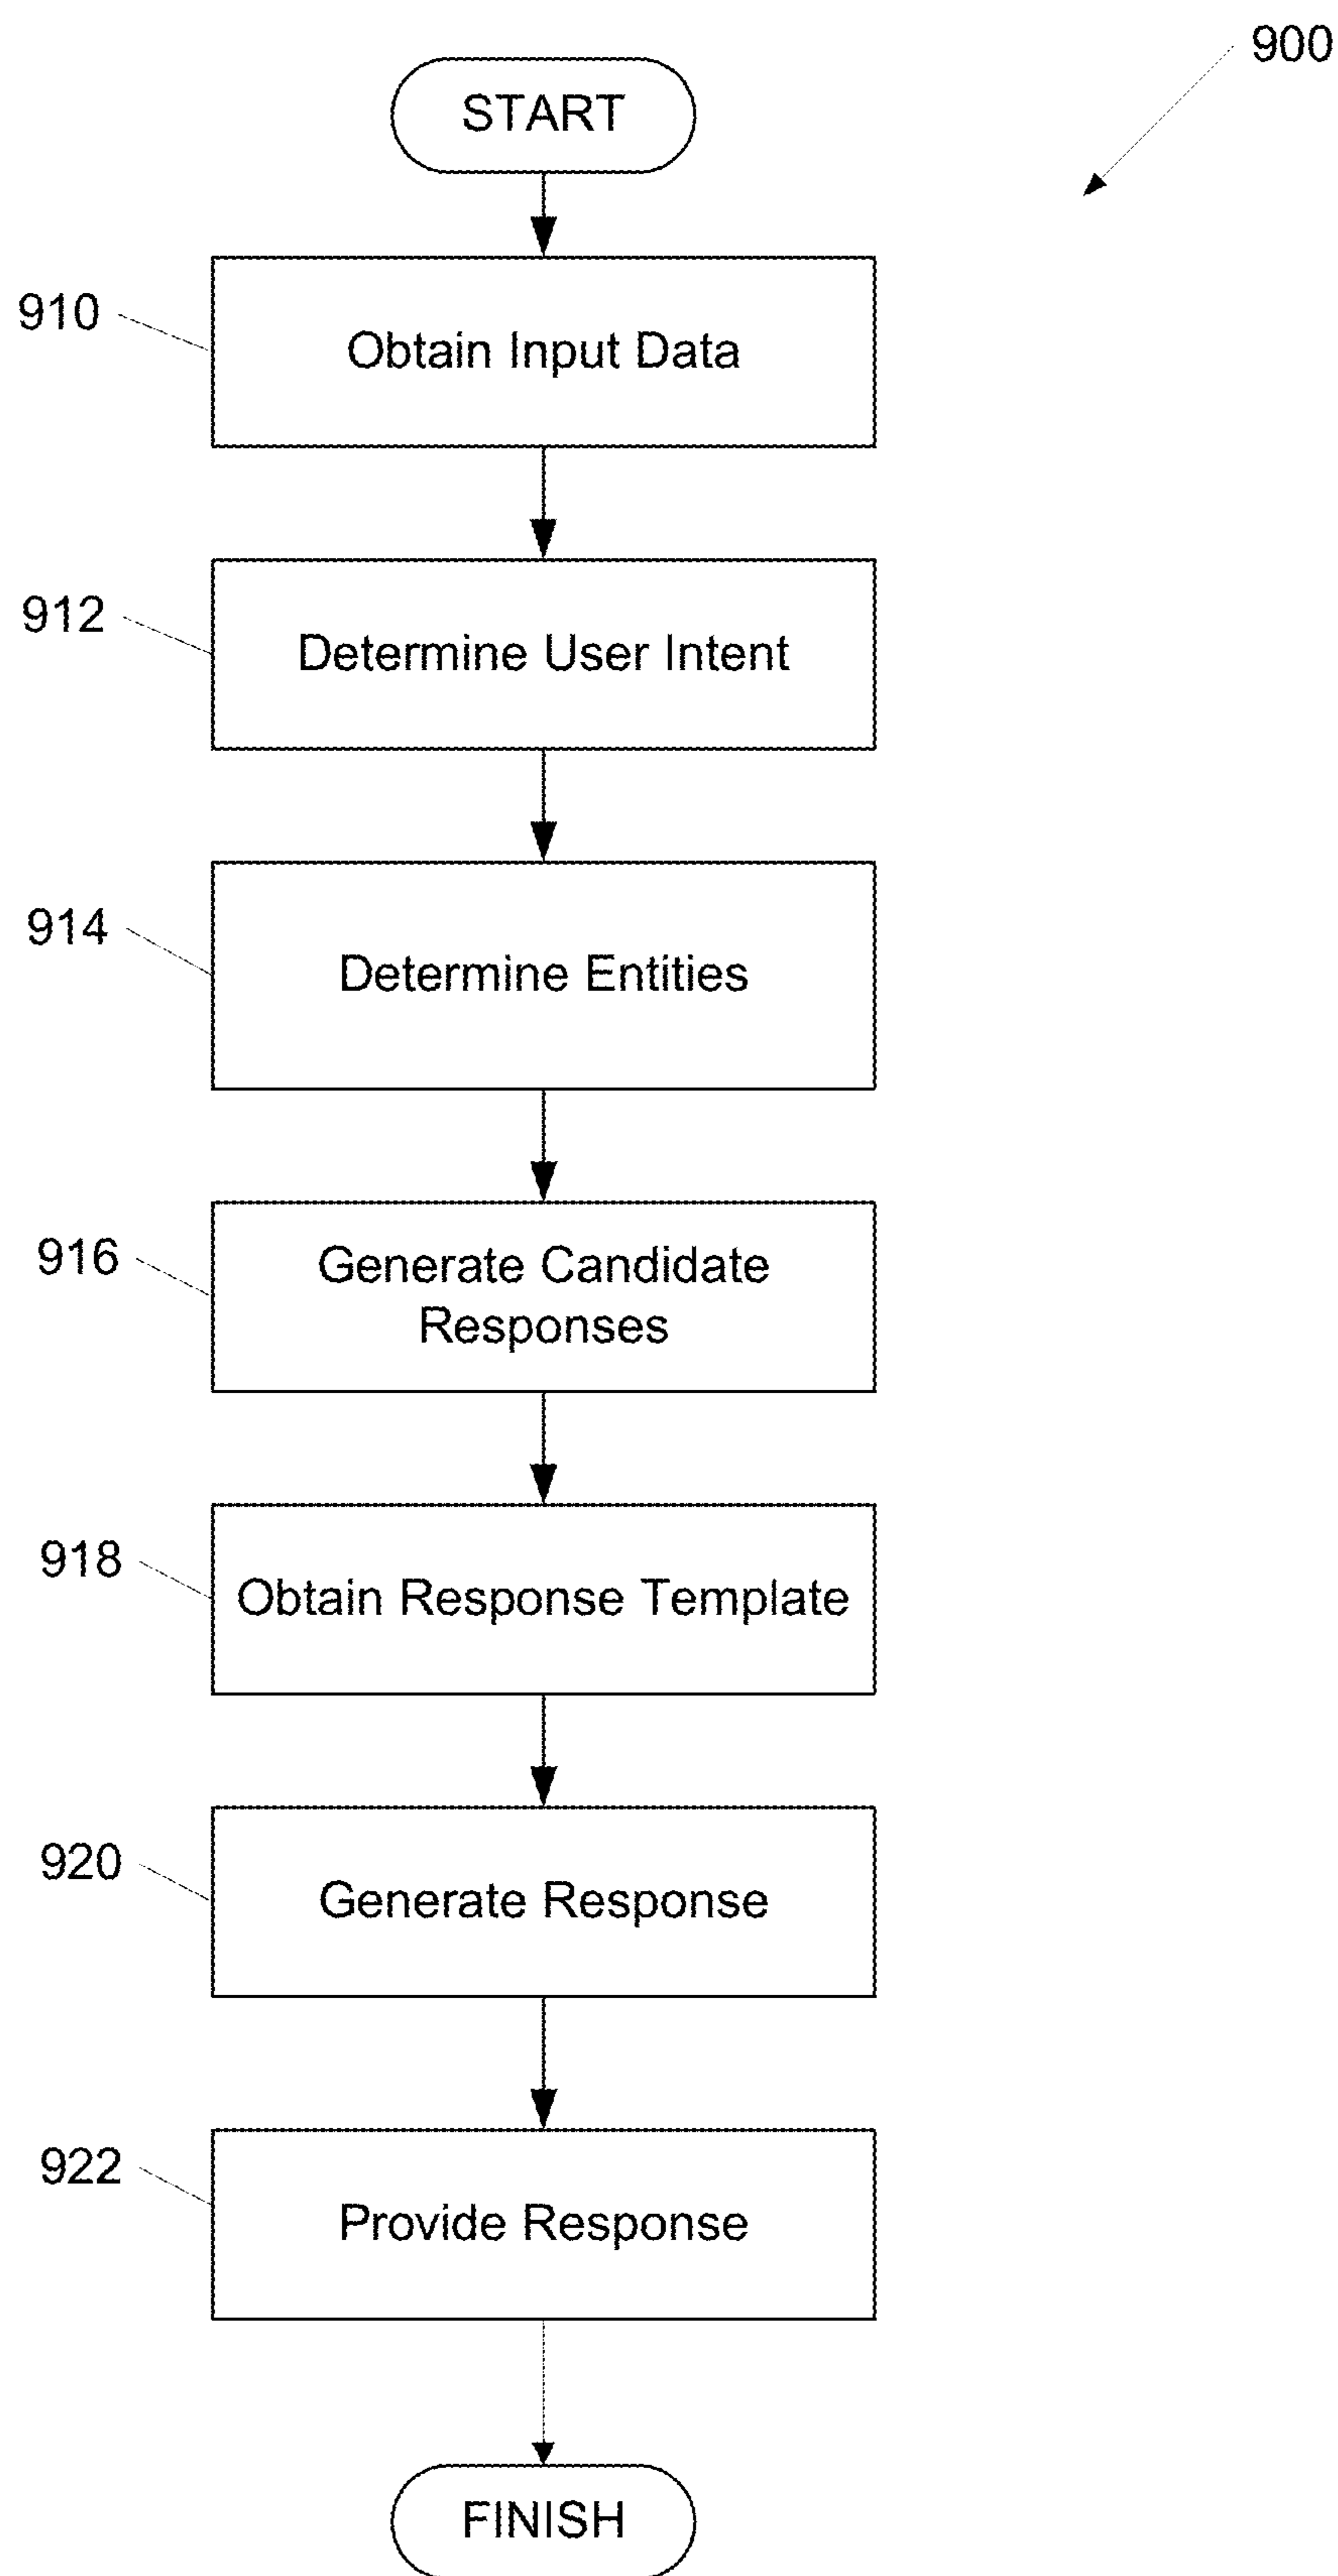 900
START
910
Obtain Input Data
912
Determine User Intent
914
Determine Entities
916
Generate Candidate
Responses
918
Obtain Response Template
920
Generate Response
922
Provide Response
FINISH